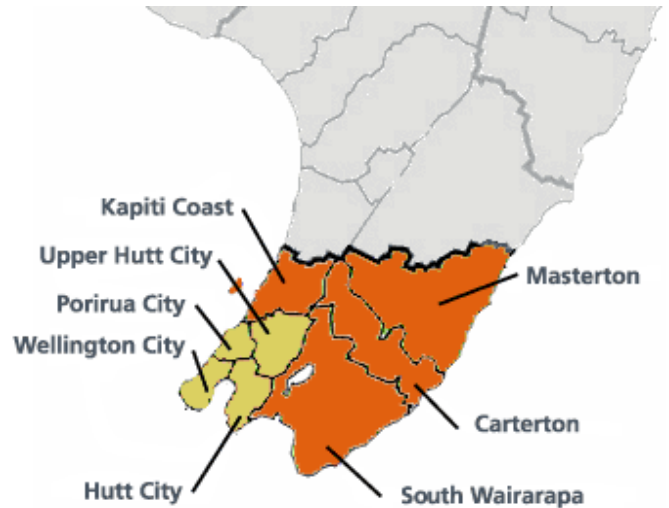 Kapiti Coast
Upper Hutt City
Porirua City
Wellington City
Hutt City
Masterton
Carterton
South Wairarapa